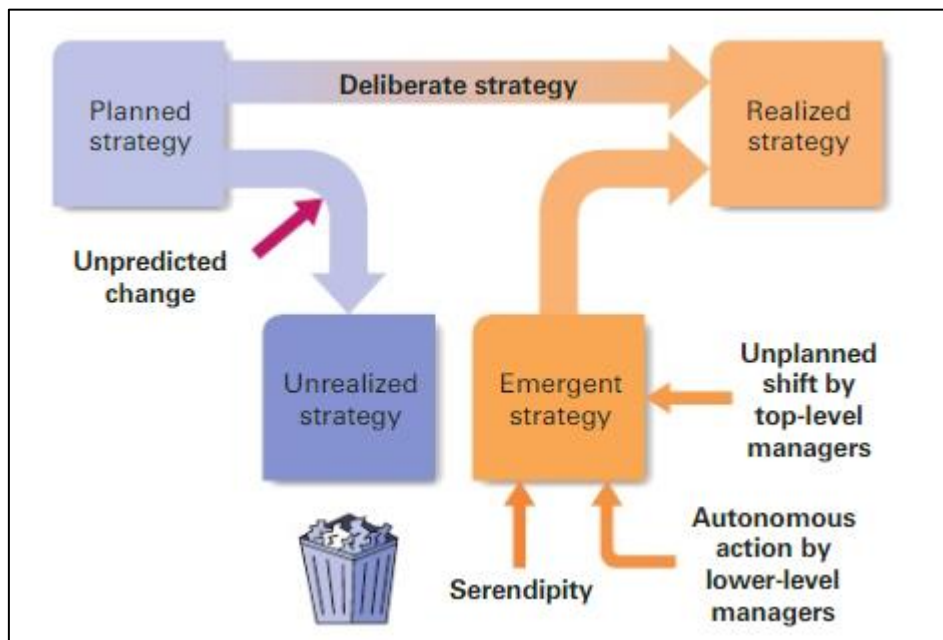 Planned
strategy
Deliberate strategy
Realized
strategy
Unpredicted
change
Unrealized
strategy
Emergent
strategy
Unplanned
shift by
top-level
managers
Serendipity
Autonomous
action by
lower-level
managers